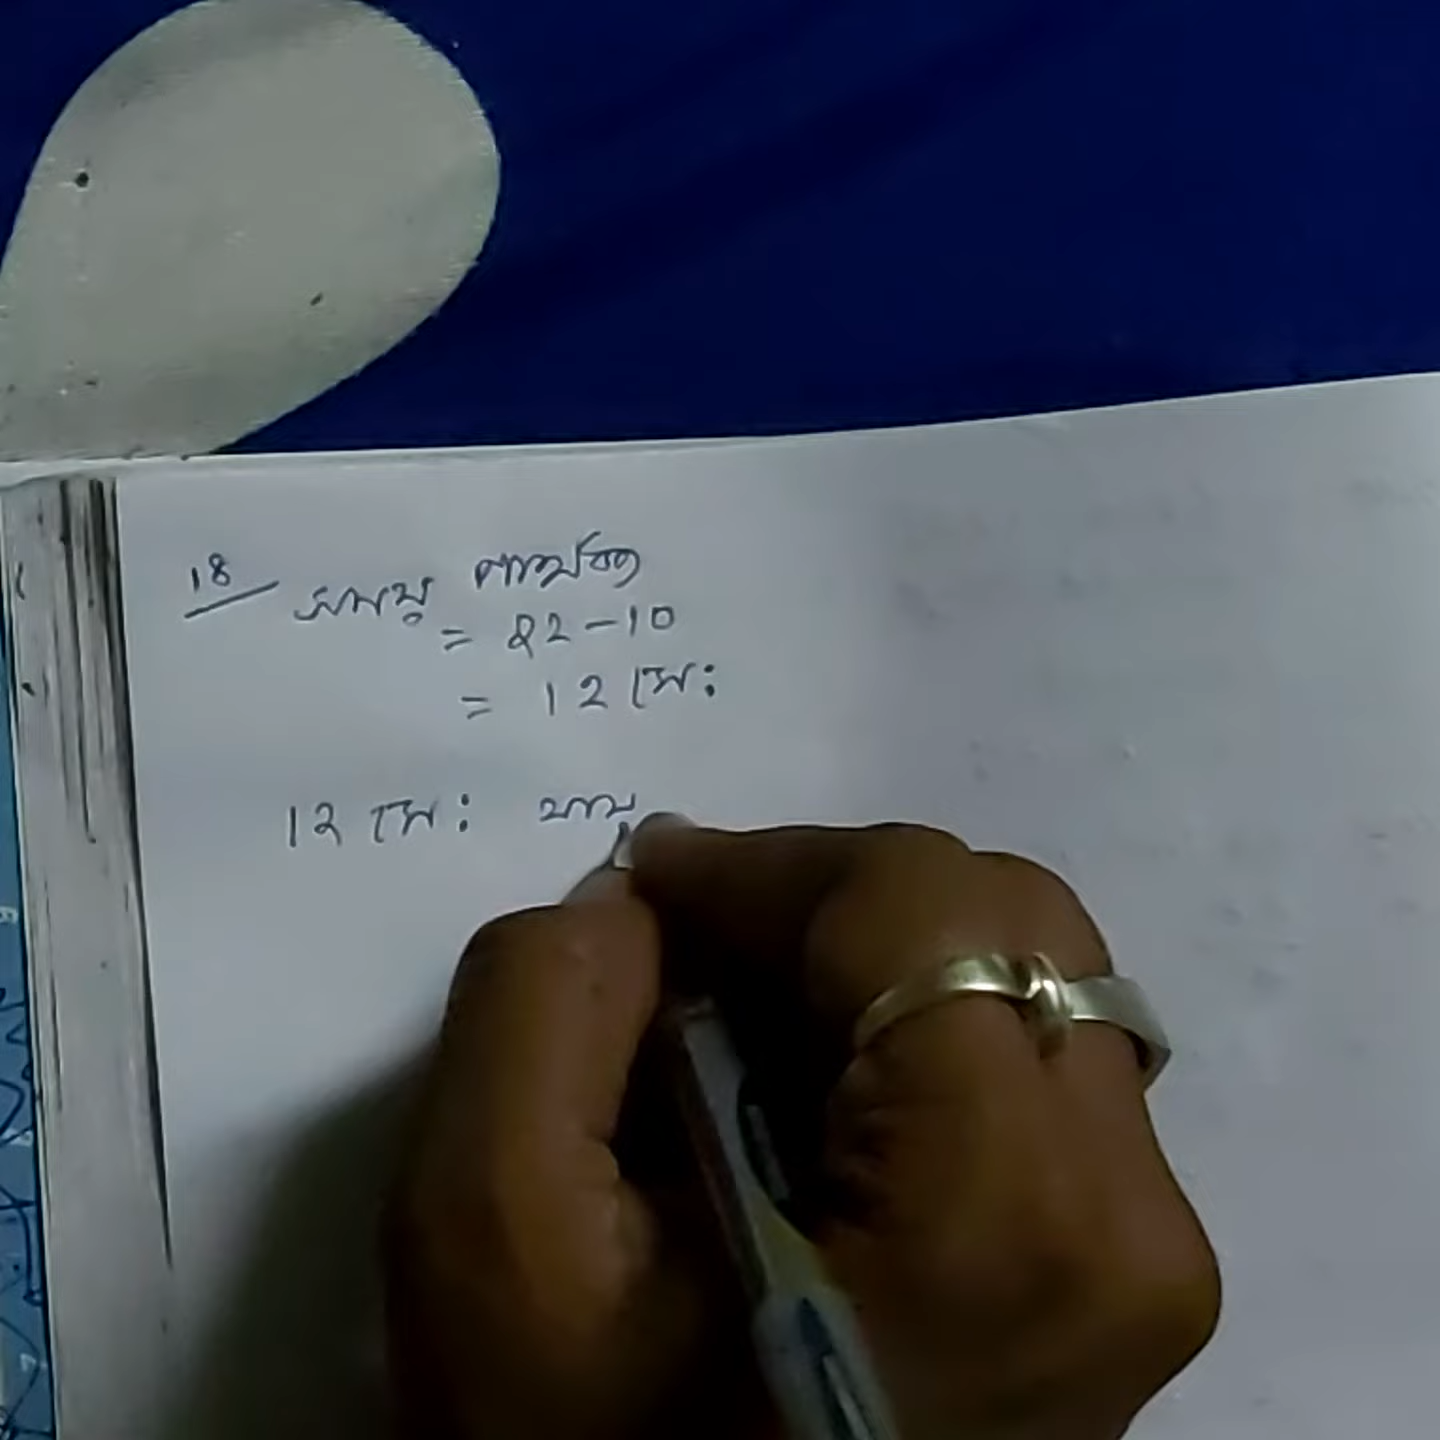 18 সময় পার্থক্য
= 22 - 10
= 12 সে:
12 সে: যায়